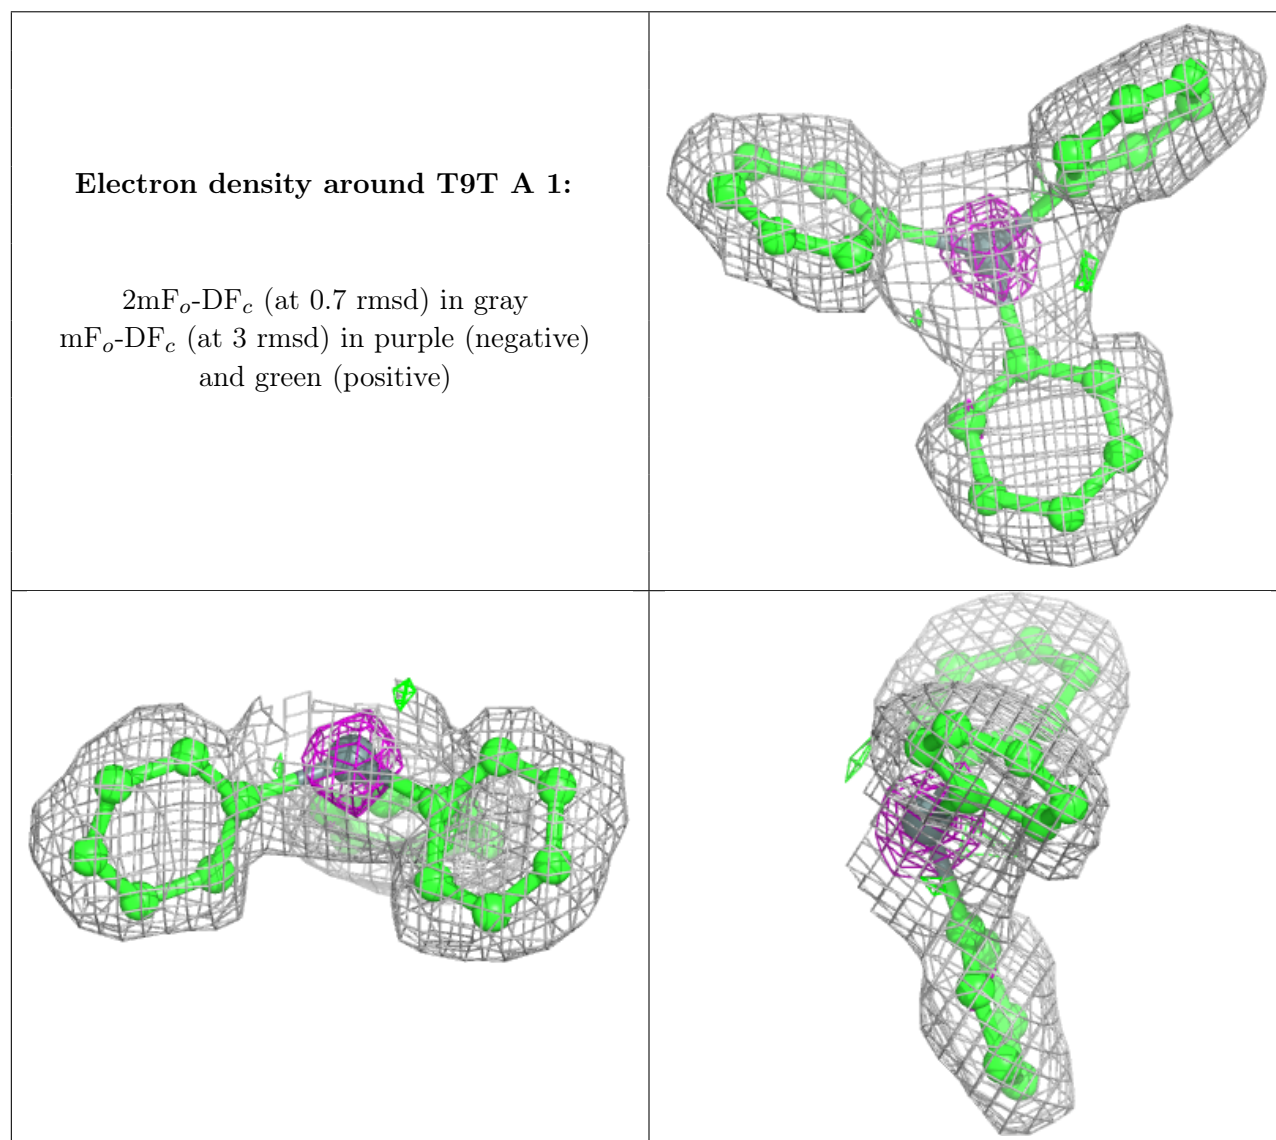 Electron density around T9T A 1:
2mFo-DFc (at 0.7 rmsd) in gray
mFo-DFc (at 3 rmsd) in purple (negative)
and green (positive)